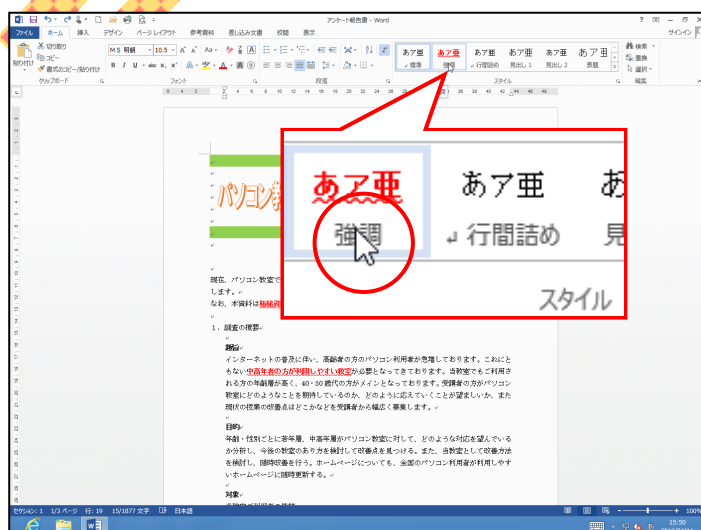 アンケート報告書 - Word
サインイン
ファイル ホーム 挿入 デザイン ページ レイアウト 参考資料 差し込み文書 校閲 表示
切り取り
コピー
書式のコピー/貼り付け
貼り付け
クリップボード
MS 明朝 10.5
フォント
段落
あア亜 あア亜 あア亜 あア亜 あア亜 あア亜
↲ 標準 強調 ↲ 行間詰め 見出し 1 見出し 2 表題
スタイル
検索
置換
選択
編集
あア亜 あア亜 あ
強調 ↲ 行間詰め 見
スタイル
パソコン教
現在、パソコン教室で
します。
なお、本資料は極秘資
1. 調査の概要
趣旨
インターネットの普及に伴い、高齢者の方のパソコン利用者が急増しております。これにと
もない中高年者の方が利用しやすい教室が必要となってきております。当教室でもご利用さ
れる方の年齢層が高く、40・50 歳代の方がメインとなっております。受講者の方がパソコン
教室にどのようなことを期待しているのか、どのように応えていくことが望ましいか、また
現状の授業の改善点はどこかなどを受講者から幅広く募集します。
目的
年齢・性別ごとに若年層、中高年層がパソコン教室に対して、どのような対応を望んでいる
か分析し、今後の教室のあり方を検討して改善点を見つける。また、当教室として改善方法
を検討し、随時改善を行う。ホームページについても、全国のパソコン利用者が利用しやす
いホームページに随時更新する。
対象
セクション: 1 1/3 ページ 行: 19 15/1877 文字 日本語 100%
15:50